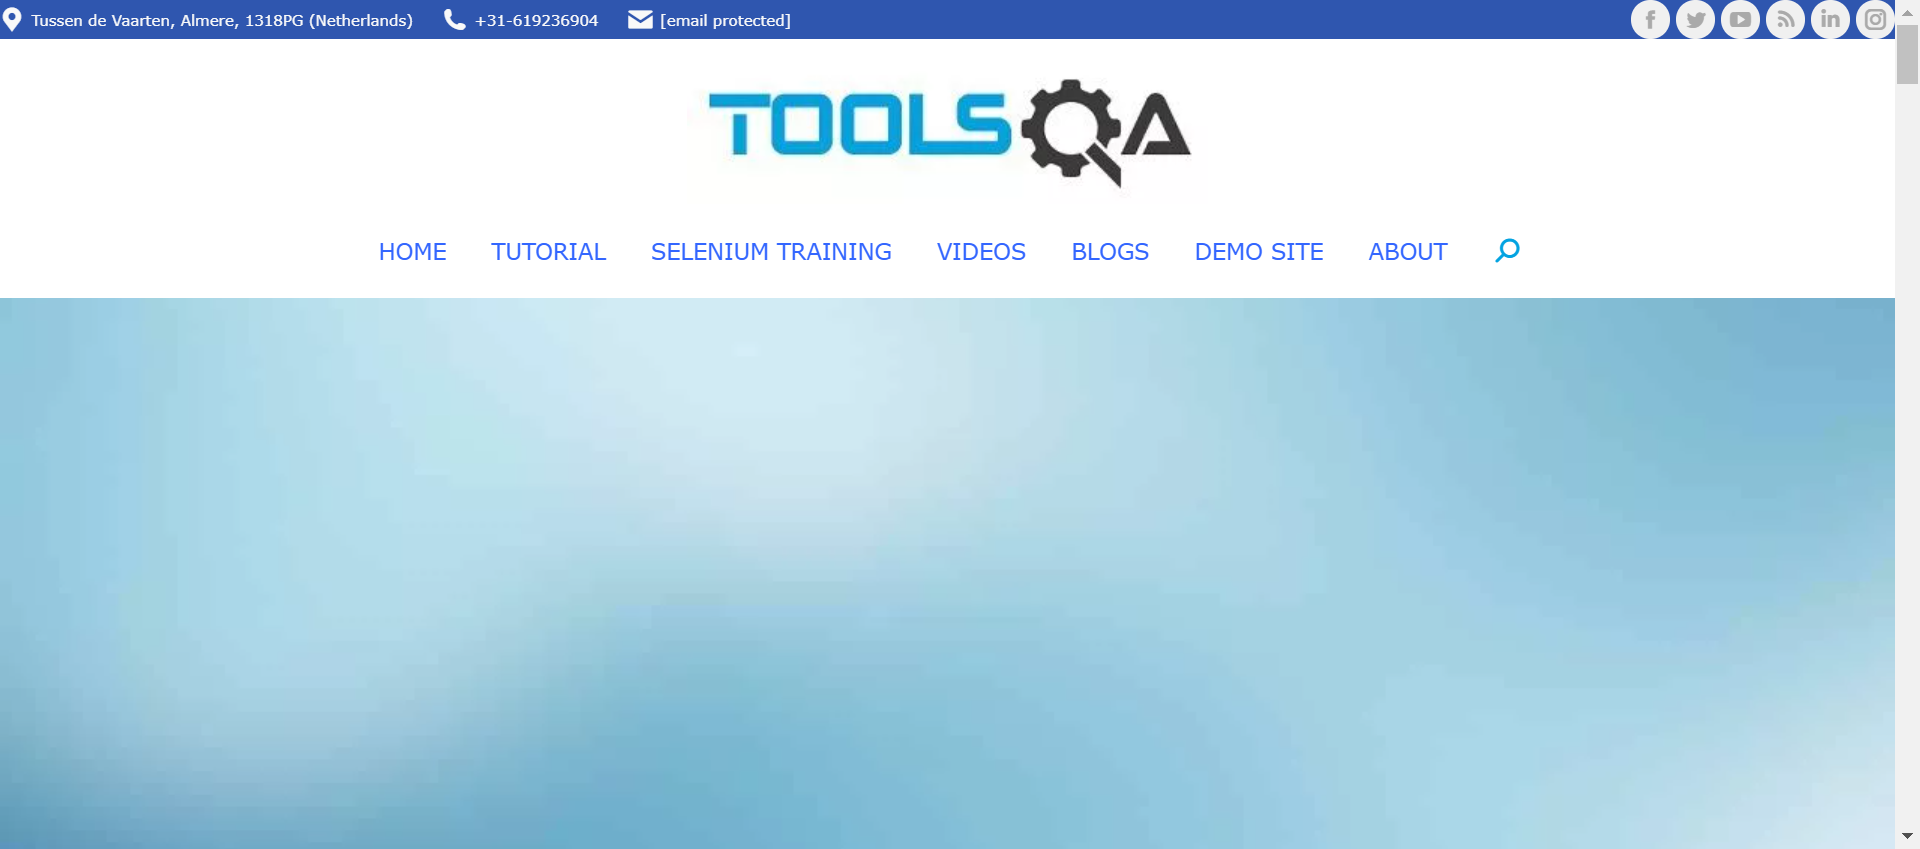 Tussen de Vaarten, Almere, 1318PG (Netherlands) +31-619236904 [email protected]
TOOLSQA
HOME TUTORIAL SELENIUM TRAINING VIDEOS BLOGS DEMO SITE ABOUT